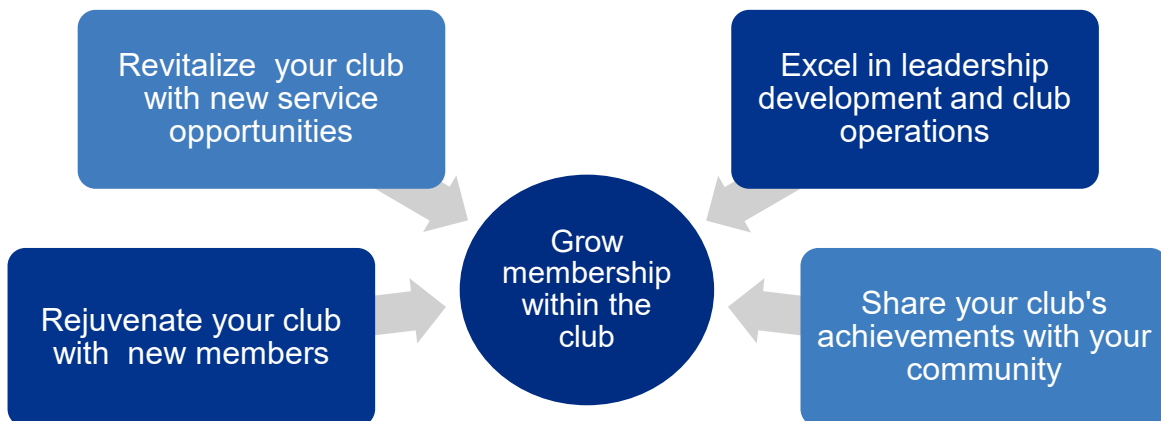 Revitalize  your club
with new service
opportunities
Excel in leadership
development and club
operations
Grow
membership
within the
club
Rejuvenate your club
with  new members
Share your club's
achievements with your
community